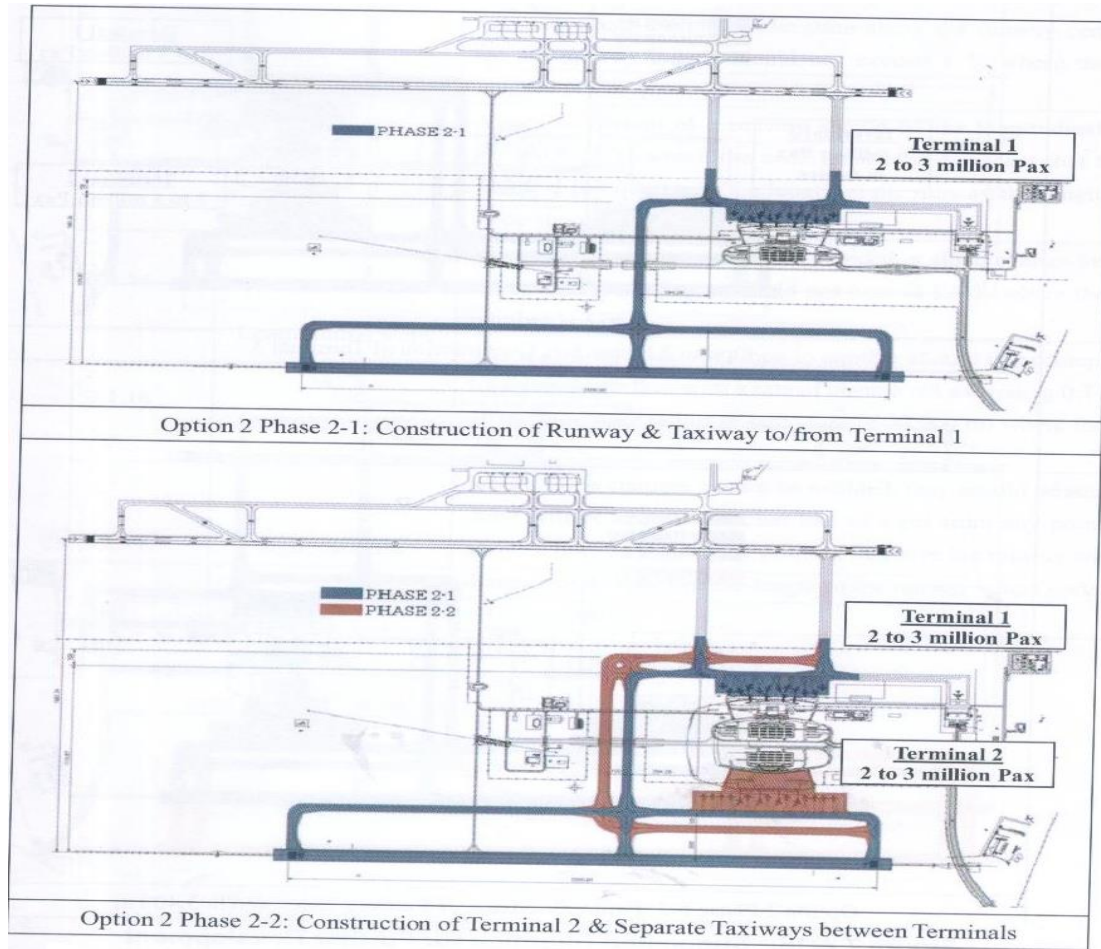 PHASE 2-1
Terminal 1
2 to 3 million Pax
Option 2 Phase 2-1: Construction of Runway & Taxiway to/from Terminal 1
PHASE 2-1
PHASE 2-2
Terminal 1
2 to 3 million Pax
Terminal 2
2 to 3 million Pax
Option 2 Phase 2-2: Construction of Terminal 2 & Separate Taxiways between Terminals